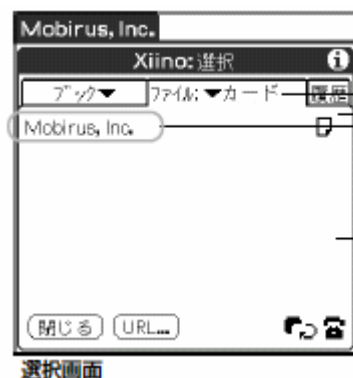 Mobirus, Inc.
Xiino:選択
ブック▼ ファイル:▼カード 履歴
Mobirus, Inc.
閉じる URL...
選択画面